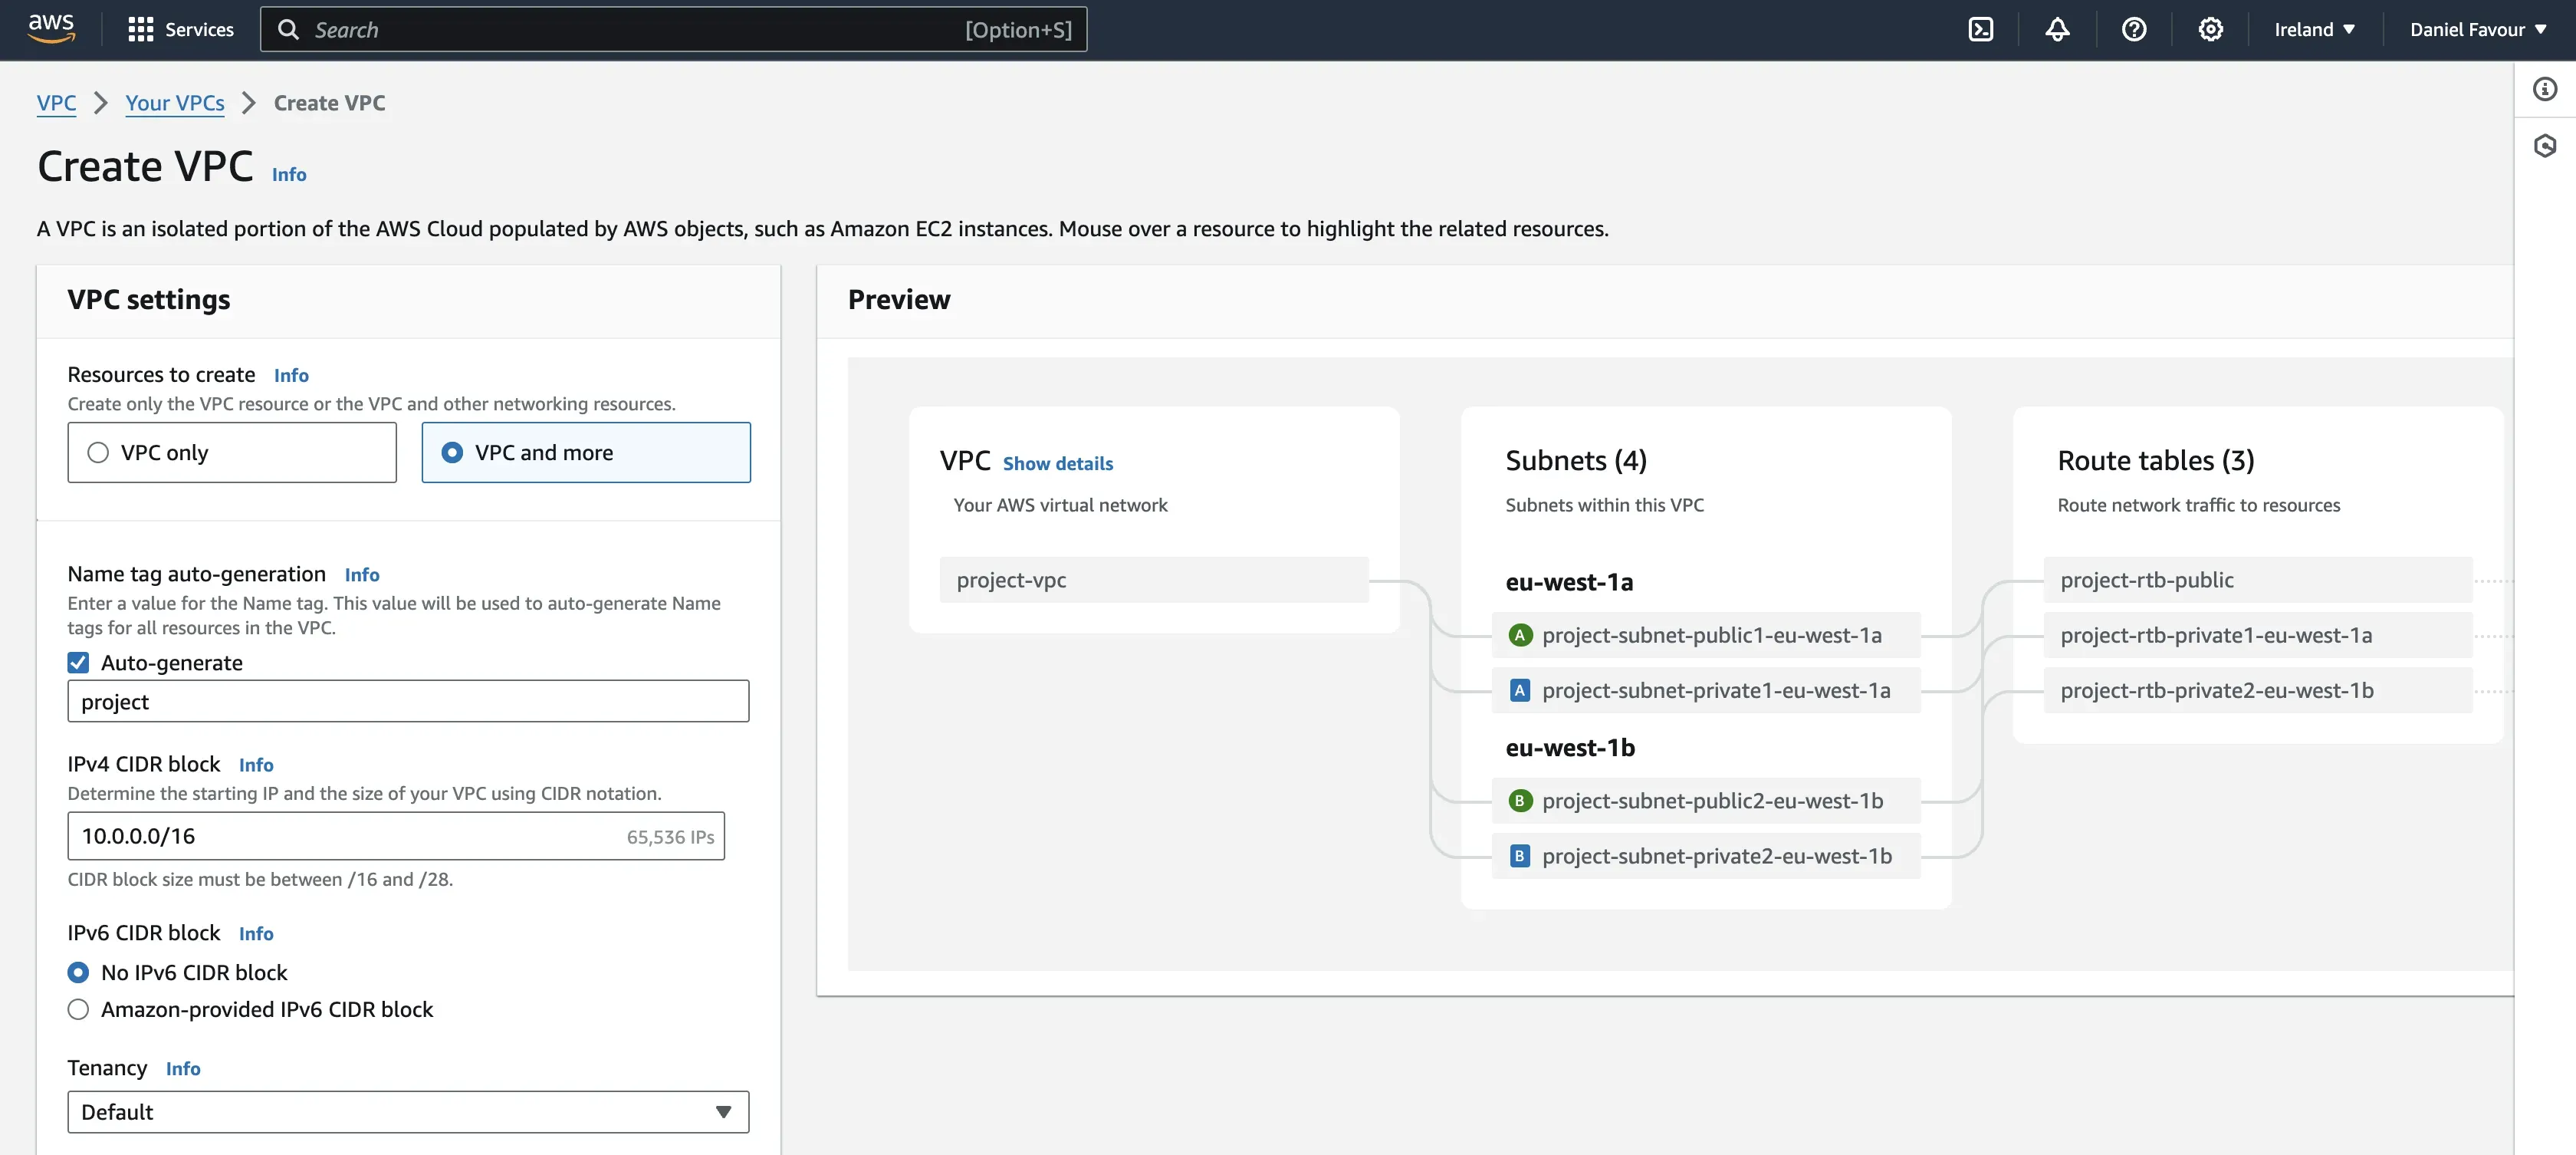 aws
Services
Search
[Option+S]
Ireland
Daniel Favour
VPC
Your VPCs
Create VPC
Create VPC
Info
A VPC is an isolated portion of the AWS Cloud populated by AWS objects, such as Amazon EC2 instances. Mouse over a resource to highlight the related resources.
VPC settings
Resources to create
Info
Create only the VPC resource or the VPC and other networking resources.
VPC only
VPC and more
Name tag auto-generation
Info
Enter a value for the Name tag. This value will be used to auto-generate Name
tags for all resources in the VPC.
Auto-generate
project
IPv4 CIDR block
Info
Determine the starting IP and the size of your VPC using CIDR notation.
10.0.0.0/16
65,536 IPs
CIDR block size must be between /16 and /28.
IPv6 CIDR block
Info
No IPv6 CIDR block
Amazon-provided IPv6 CIDR block
Tenancy
Info
Default
Preview
VPC
Show details
Your AWS virtual network
project-vpc
Subnets (4)
Subnets within this VPC
eu-west-1a
A
project-subnet-public1-eu-west-1a
A
project-subnet-private1-eu-west-1a
eu-west-1b
B
project-subnet-public2-eu-west-1b
B
project-subnet-private2-eu-west-1b
Route tables (3)
Route network traffic to resources
project-rtb-public
project-rtb-private1-eu-west-1a
project-rtb-private2-eu-west-1b